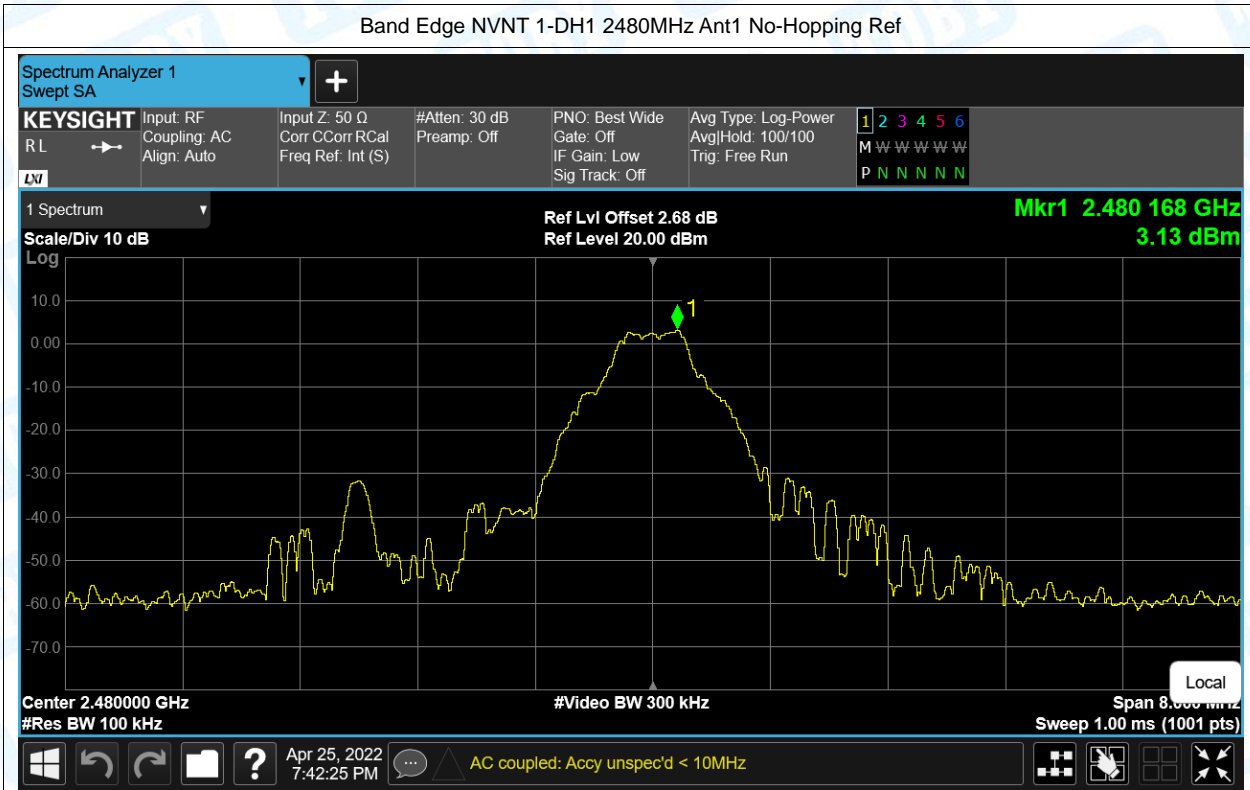 Band Edge NVNT 1-DH1 2480MHz Ant1 No-Hopping Ref
Spectrum Analyzer 1
Swept SA
+
KEYSIGHT
R L
LXI
Input: RF
Coupling: AC
Align: Auto
Input Z: 50 Ω
Corr CCorr RCal
Freq Ref: Int (S)
#Atten: 30 dB
Preamp: Off
PNO: Best Wide
Gate: Off
IF Gain: Low
Sig Track: Off
Avg Type: Log-Power
Avg|Hold: 100/100
Trig: Free Run
1 2 3 4 5 6
M W W W W W W
P N N N N N
1 Spectrum
Scale/Div 10 dB
Ref Lvl Offset 2.68 dB
Ref Level 20.00 dBm
Mkr1 2.480 168 GHz
3.13 dBm
Log
1
10.0
0.00
-10.0
-20.0
-30.0
-40.0
-50.0
-60.0
-70.0
Local
Center 2.480000 GHz
#Video BW 300 kHz
Span 8.000 MHz
#Res BW 100 kHz
Sweep 1.00 ms (1001 pts)
?
Apr 25, 2022
7:42:25 PM
AC coupled: Accy unspec'd < 10MHz